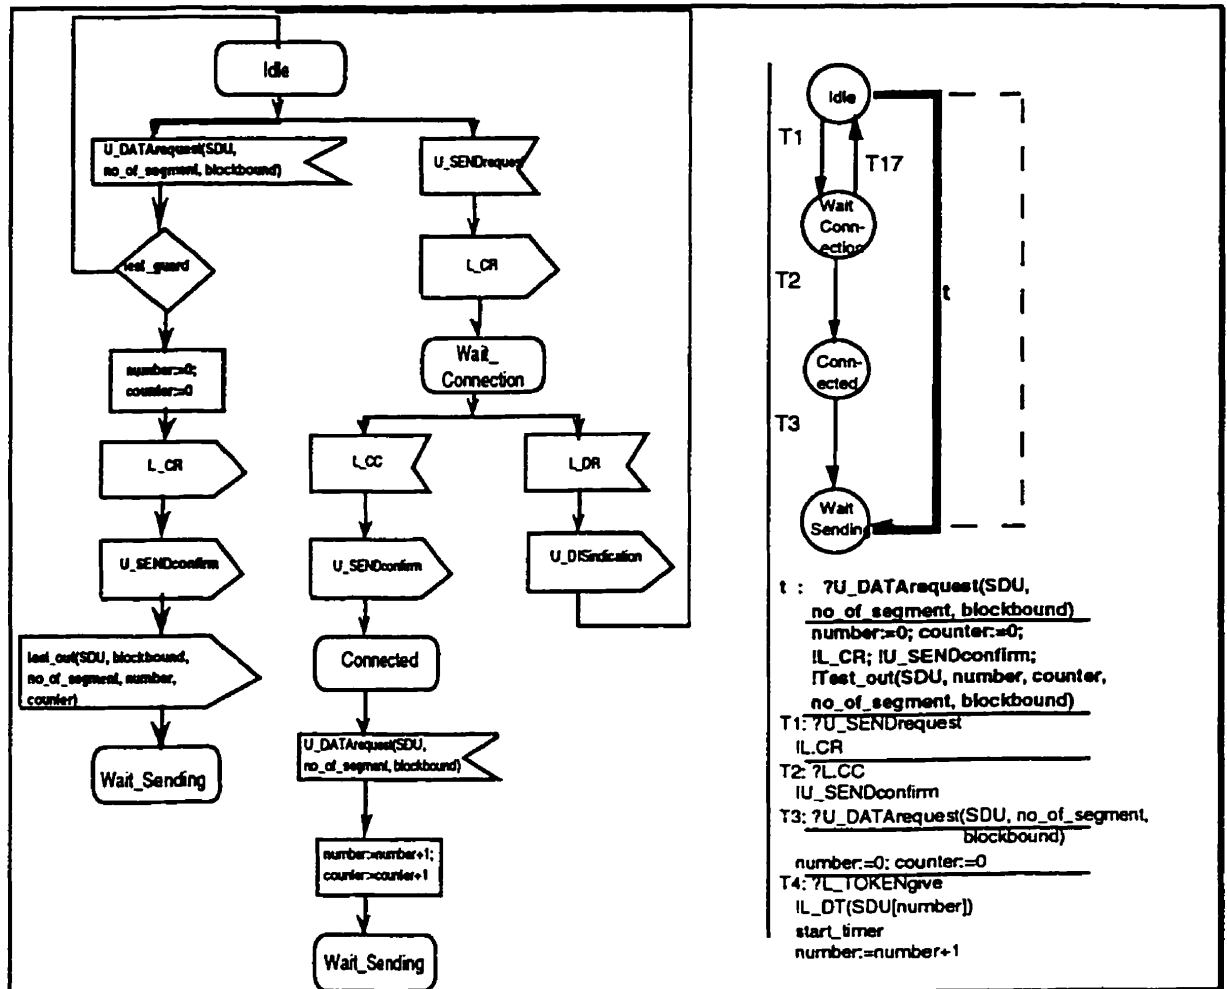 Idle
U_DATArequest(SDU,
no_of_segment, blockbound)
U_SENDreques
test_guard
L_CR
number:=0;
counter:=0
Wait_
Connection
L_CR
L_CC
L_DR
U_SENDconfirm
U_SENDconfirm
U_DISindication
test_out(SDU, blockbound,
no_of_segment, number,
counter)
Connected
Wait_Sending
U_DATArequest(SDU,
no_of_segment, blockbound)
number:=number+1;
counter:=counter+1
Wait_Sending
Idle
T1
T17
Wait
Conn-
ection
T2
t
Conn-
ected
T3
Wait
Sending
t : ?U_DATArequest(SDU,
no_of_segment, blockbound)
number:=0; counter:=0;
!L_CR; !U_SENDconfirm;
!Test_out(SDU, number, counter,
no_of_segment, blockbound)
T1: ?U_SENDrequest
!L.CR
T2: ?L.CC
!U_SENDconfirm
T3: ?U_DATArequest(SDU, no_of_segment,
blockbound)
number:=0; counter:=0
T4: ?L_TOKENgive
!L_DT(SDU[number])
start_timer
number:=number+1